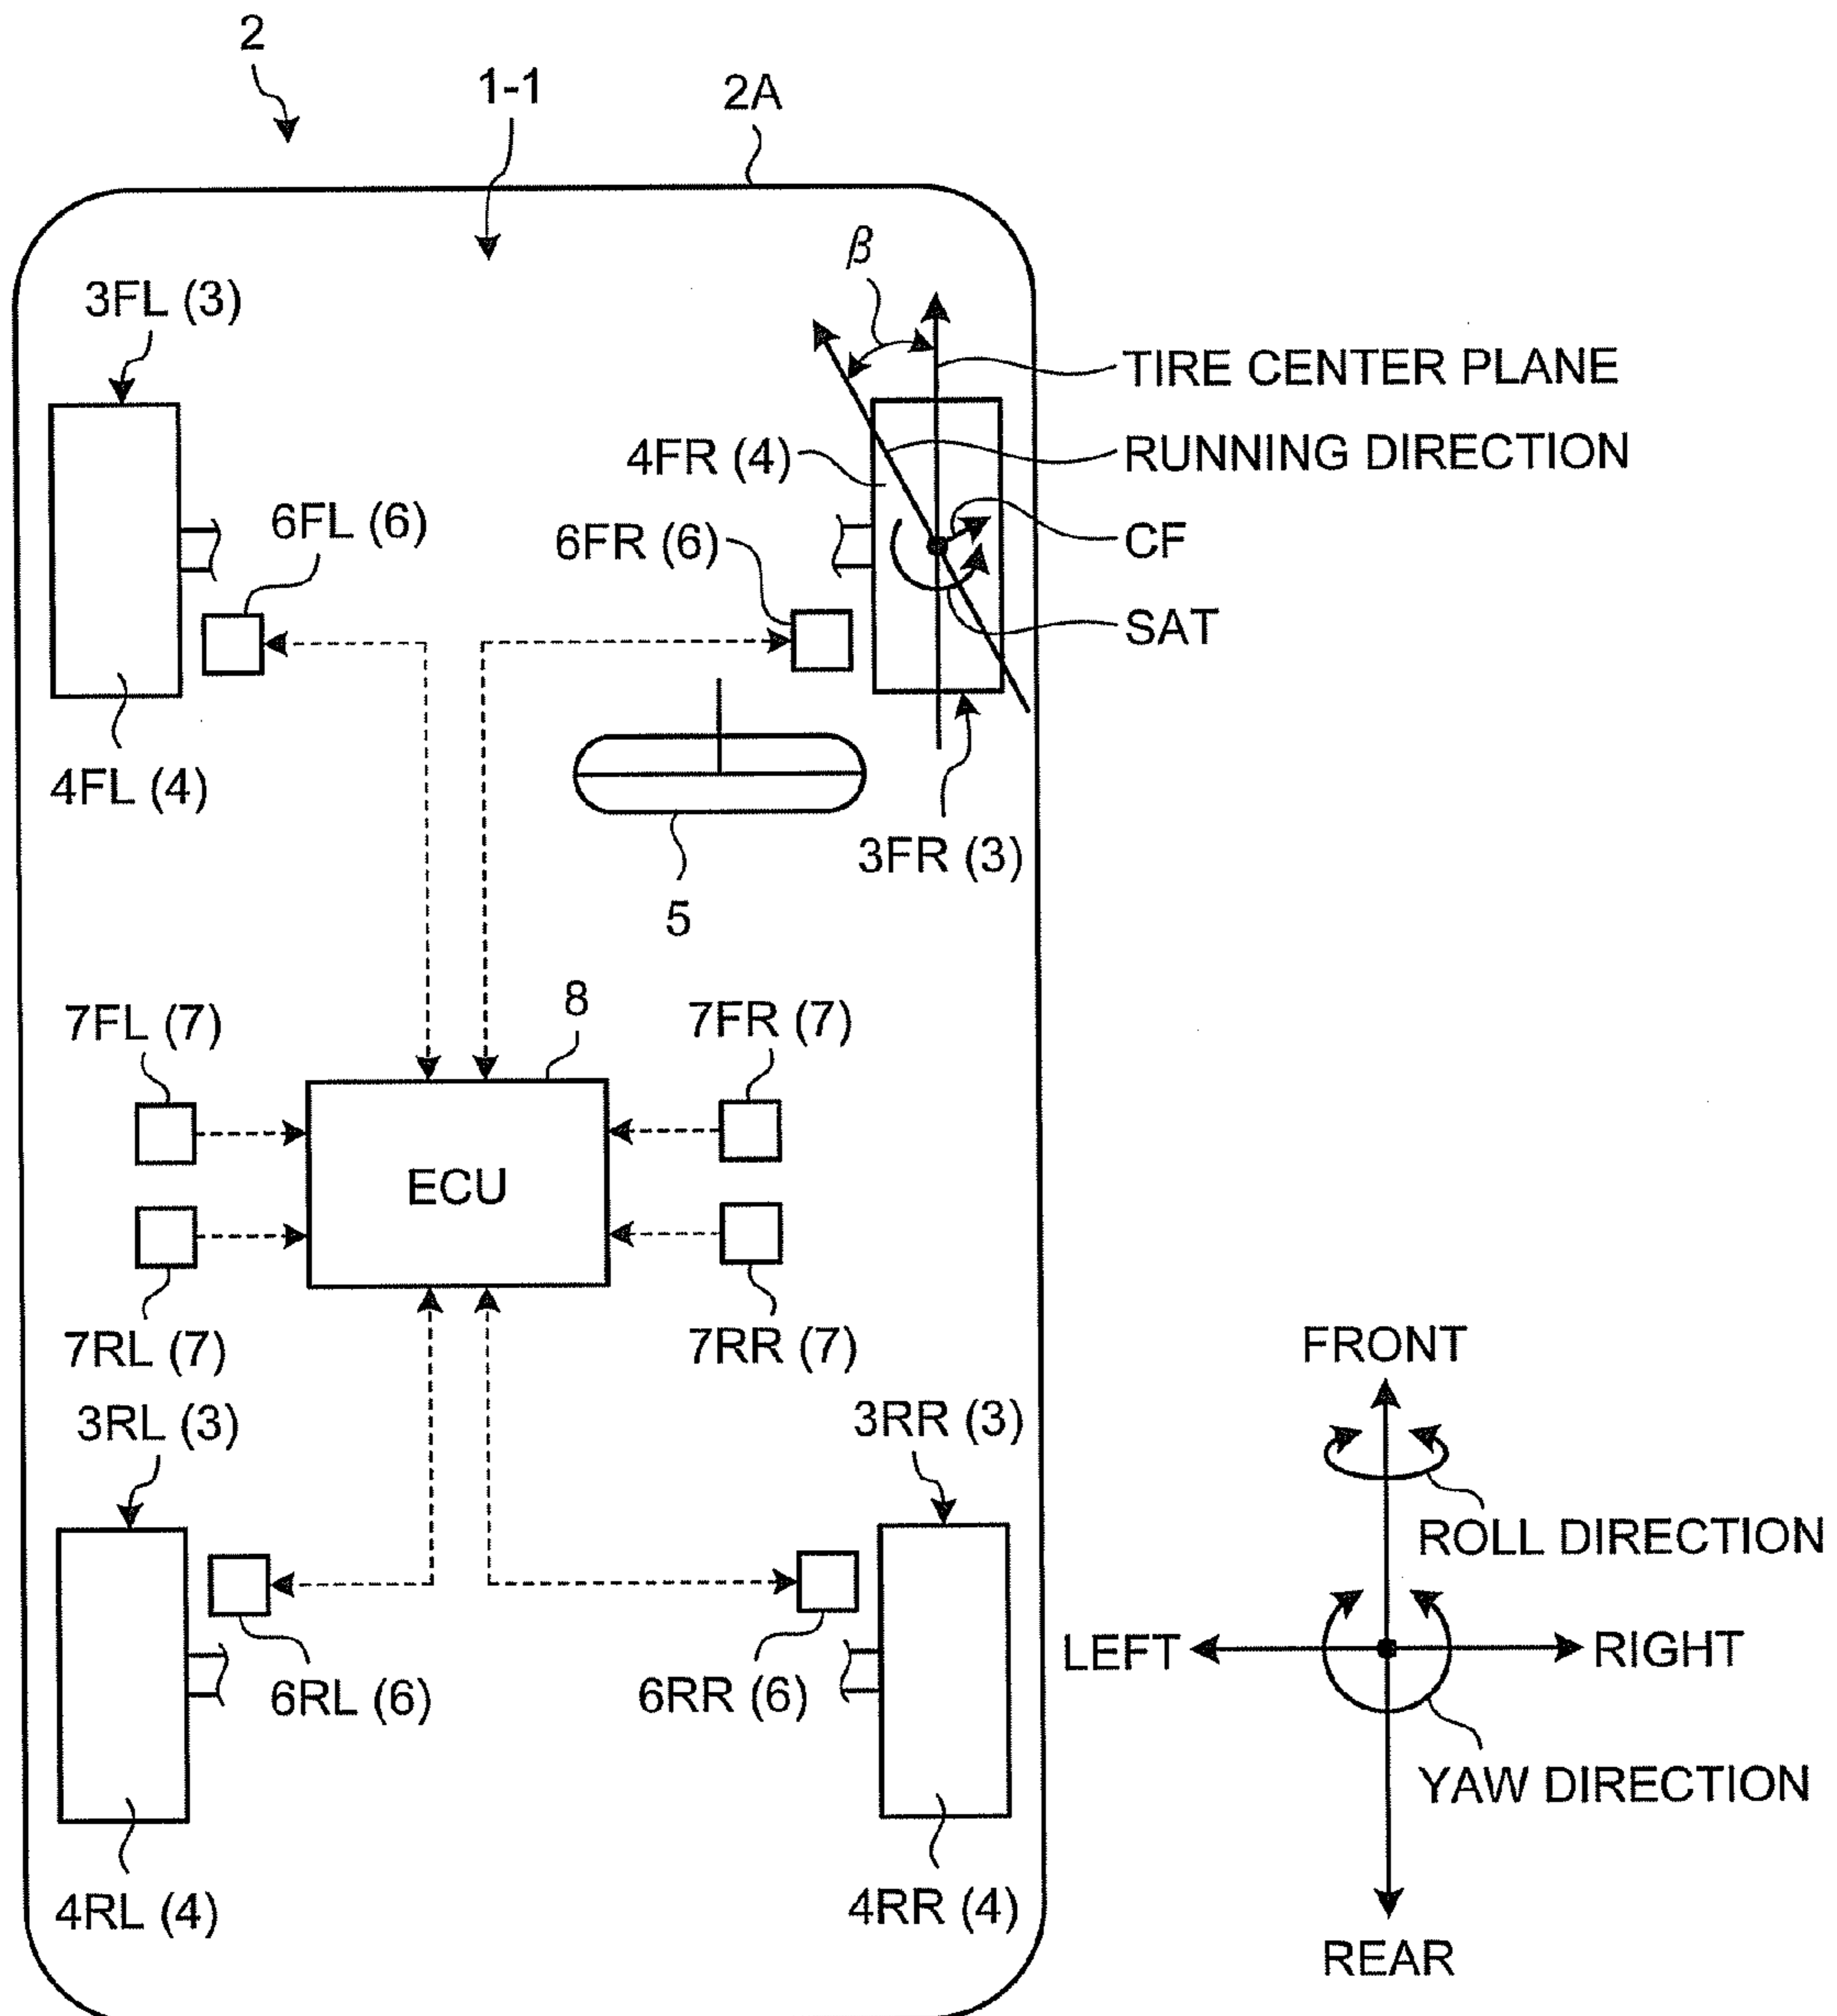 2
1-1
2A
β
3FL (3)
TIRE CENTER PLANE
4FR (4)
RUNNING DIRECTION
6FL (6)
6FR (6)
CF
SAT
4FL (4)
3FR (3)
5
8
7FL (7)
7FR (7)
ECU
7RL (7)
7RR (7)
FRONT
3RL (3)
3RR (3)
ROLL DIRECTION
LEFT
RIGHT
6RL (6)
6RR (6)
YAW DIRECTION
4RL (4)
4RR (4)
REAR